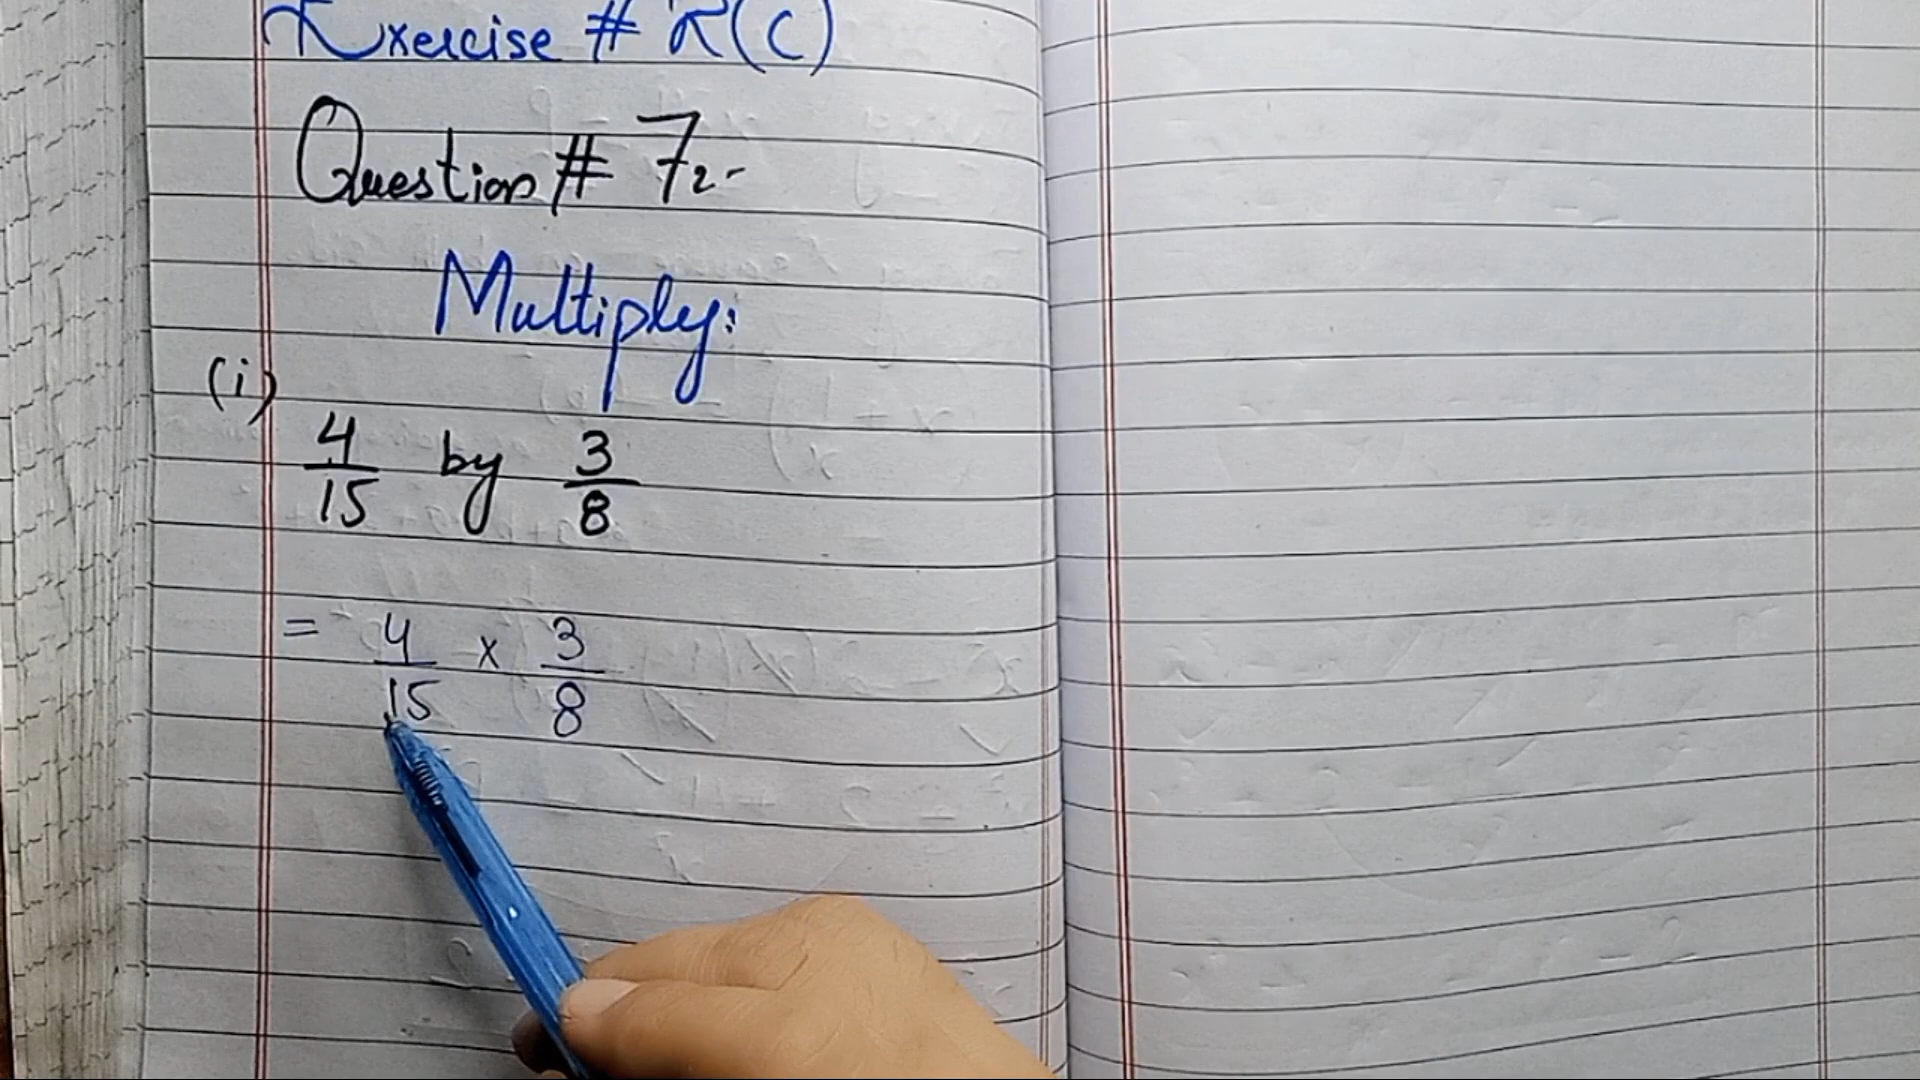 Exercise # 2(C)
Question # 7:-
Multiply:
(i)
4/15 by 3/8
= 4/15 x 3/8